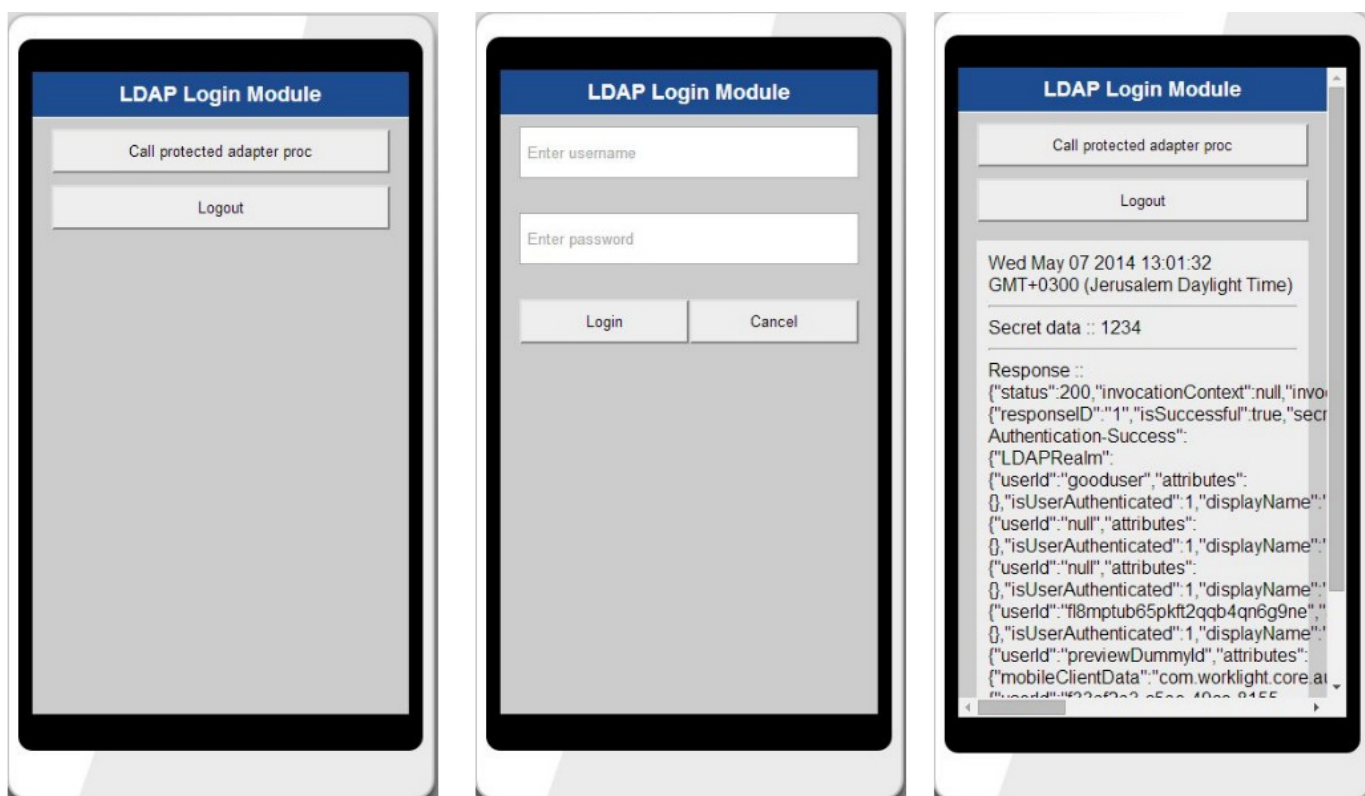 LDAP Login Module
Call protected adapter proc
Logout
LDAP Login Module
Enter username
Enter password
Login
Cancel
LDAP Login Module
Call protected adapter proc
Logout
Wed May 07 2014 13:01:32
GMT+0300 (Jerusalem Daylight Time)
Secret data :: 1234
Response ::
{"status":200,"invocationContext":null,"invo
{"responseID":"1","isSuccessful":true,"secr
Authentication-Success":
{"LDAPRealm":
{"userId":"gooduser","attributes":
{},"isUserAuthenticated":1,"displayName":"
{"userId":"null","attributes":
{},"isUserAuthenticated":1,"displayName":"
{"userId":"null","attributes":
{},"isUserAuthenticated":1,"displayName":"
{"userId":"fl8mptub65pkft2qqb4qn6g9ne","
{},"isUserAuthenticated":1,"displayName":"
{"userId":"previewDummyId","attributes":
{"mobileClientData":"com.worklight.core.au